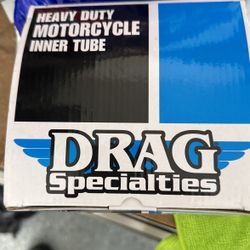 HEAVY DUTY
MOTORCYCLE
INNER TUBE
DRAG
Specialties